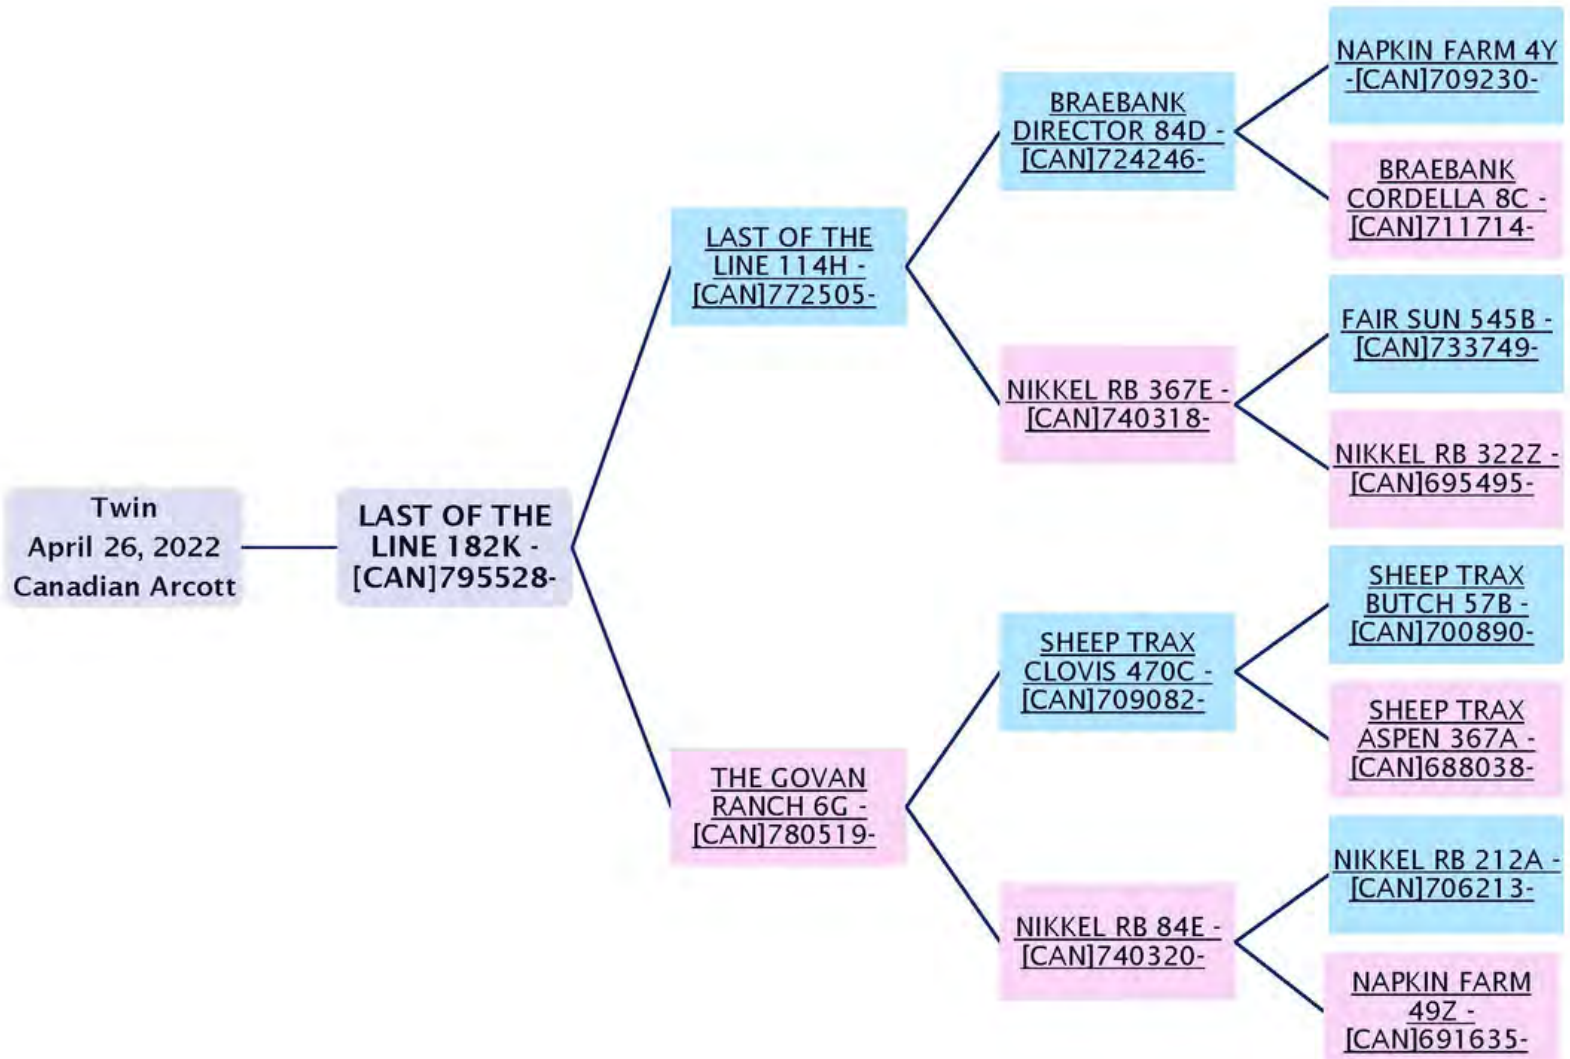 Twin
April 26, 2022
Canadian Arcott
LAST OF THE
LINE 182K -
[CAN]795528-
LAST OF THE
LINE 114H -
[CAN]772505-
THE GOVAN
RANCH 6G -
[CAN]780519-
BRAEBANK
DIRECTOR 84D -
[CAN]724246-
NIKKEL RB 367E -
[CAN]740318-
SHEEP TRAX
CLOVIS 470C -
[CAN]709082-
NIKKEL RB 84E -
[CAN]740320-
NAPKIN FARM 4Y
-[CAN]709230-
BRAEBANK
CORDELLA 8C -
[CAN]711714-
FAIR SUN 545B -
[CAN]733749-
NIKKEL RB 322Z -
[CAN]695495-
SHEEP TRAX
BUTCH 57B -
[CAN]700890-
SHEEP TRAX
ASPEN 367A -
[CAN]688038-
NIKKEL RB 212A -
[CAN]706213-
NAPKIN FARM
49Z -
[CAN]691635-